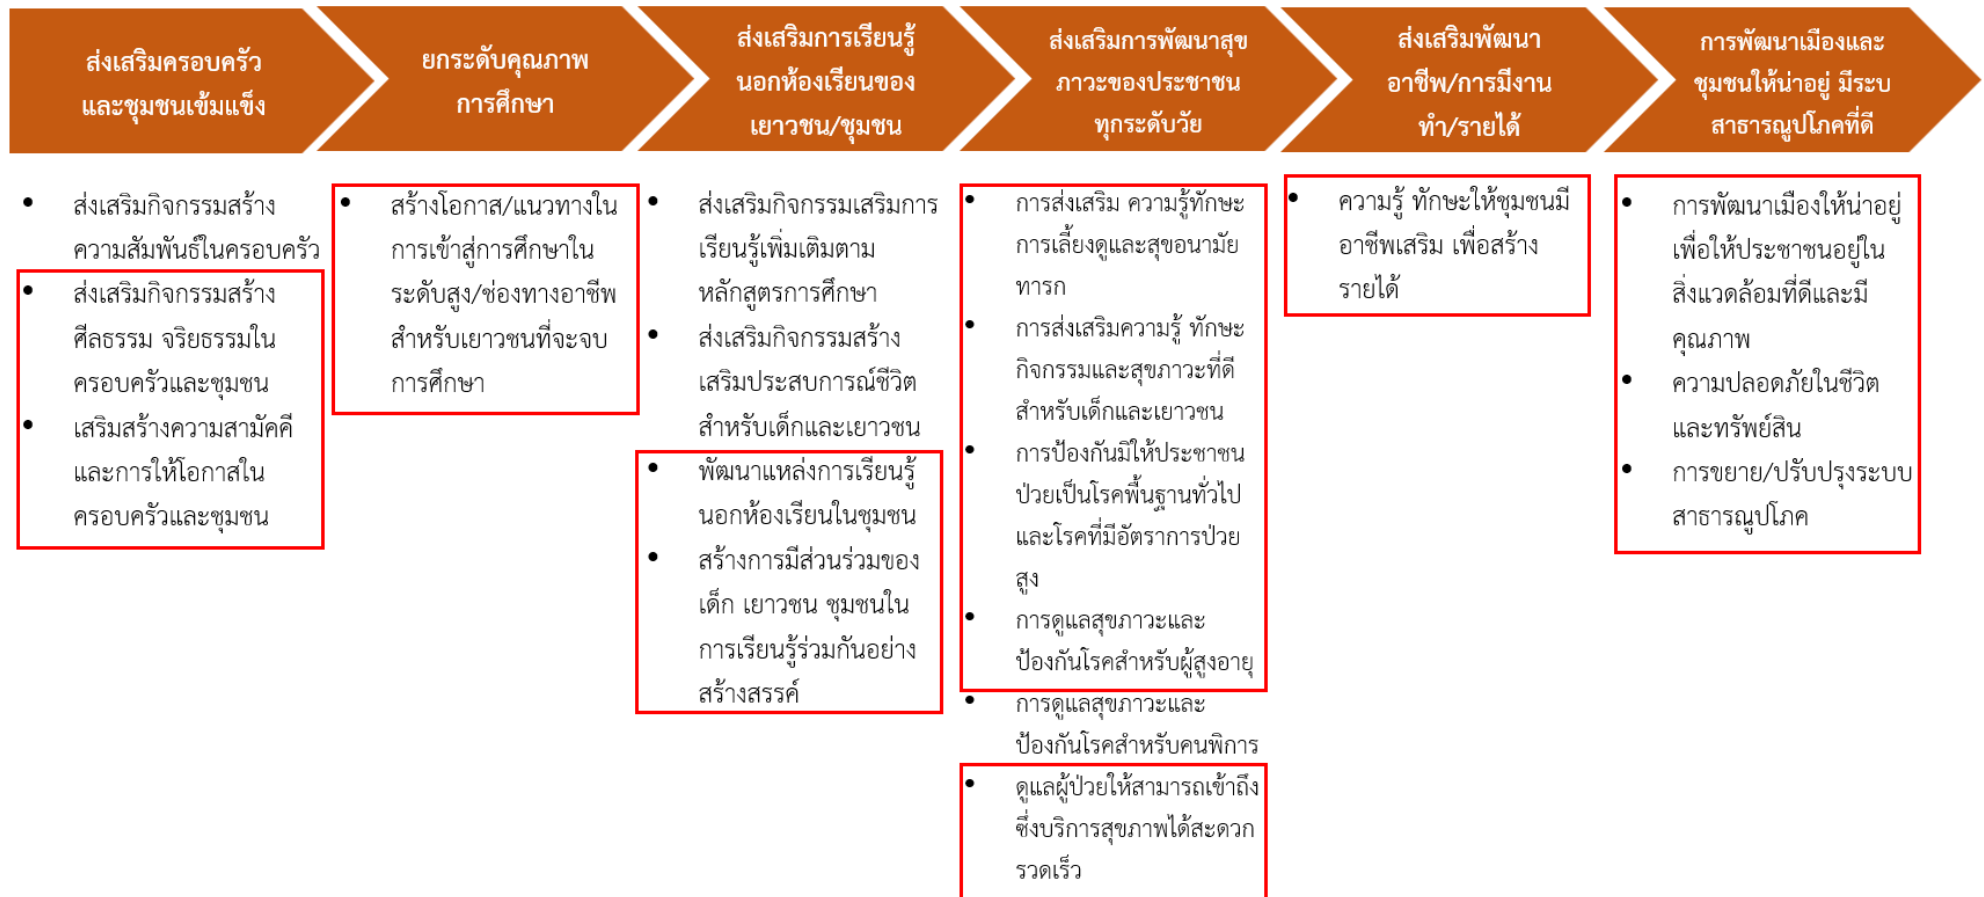 ส่งเสริมครอบครัว
และชุมชนเข้มแข็ง
ยกระดับคุณภาพ
การศึกษา
ส่งเสริมการเรียนรู้
นอกห้องเรียนของ
เยาวชน/ชุมชน
ส่งเสริมการพัฒนาสุข
ภาวะของประชาชน
ทุกระดับวัย
ส่งเสริมพัฒนา
อาชีพ/การมีงาน
ทำ/รายได้
การพัฒนาเมืองและ
ชุมชนให้น่าอยู่ มีระบ
สาธารณูปโภคที่ดี
• ส่งเสริมกิจกรรมสร้าง
ความสัมพันธ์ในครอบครัว
• ส่งเสริมกิจกรรมสร้าง
ศีลธรรม จริยธรรมใน
ครอบครัวและชุมชน
• เสริมสร้างความสามัคคี
และการให้โอกาสใน
ครอบครัวและชุมชน
• สร้างโอกาส/แนวทางใน
การเข้าสู่การศึกษาใน
ระดับสูง/ช่องทางอาชีพ
สำหรับเยาวชนที่จะจบ
การศึกษา
• ส่งเสริมกิจกรรมเสริมการ
เรียนรู้เพิ่มเติมตาม
หลักสูตรการศึกษา
• ส่งเสริมกิจกรรมสร้าง
เสริมประสบการณ์ชีวิต
สำหรับเด็กและเยาวชน
• พัฒนาแหล่งการเรียนรู้
นอกห้องเรียนในชุมชน
• สร้างการมีส่วนร่วมของ
เด็ก เยาวชน ชุมชนใน
การเรียนรู้ร่วมกันอย่าง
สร้างสรรค์
• การส่งเสริม ความรู้ทักษะ
การเลี้ยงดูและสุขอนามัย
ทารก
• การส่งเสริมความรู้ ทักษะ
กิจกรรมและสุขภาวะที่ดี
สำหรับเด็กและเยาวชน
• การป้องกันมิให้ประชาชน
ป่วยเป็นโรคพื้นฐานทั่วไป
และโรคที่มีอัตราการป่วย
สูง
• การดูแลสุขภาวะและ
ป้องกันโรคสำหรับผู้สูงอายุ
• การดูแลสุขภาวะและ
ป้องกันโรคสำหรับคนพิการ
• ดูแลผู้ป่วยให้สามารถเข้าถึง
ซึ่งบริการสุขภาพได้สะดวก
รวดเร็ว
• ความรู้ ทักษะให้ชุมชนมี
อาชีพเสริม เพื่อสร้าง
รายได้
• การพัฒนาเมืองให้น่าอยู่
เพื่อให้ประชาชนอยู่ใน
สิ่งแวดล้อมที่ดีและมี
คุณภาพ
• ความปลอดภัยในชีวิต
และทรัพย์สิน
• การขยาย/ปรับปรุงระบบ
สาธารณูปโภค